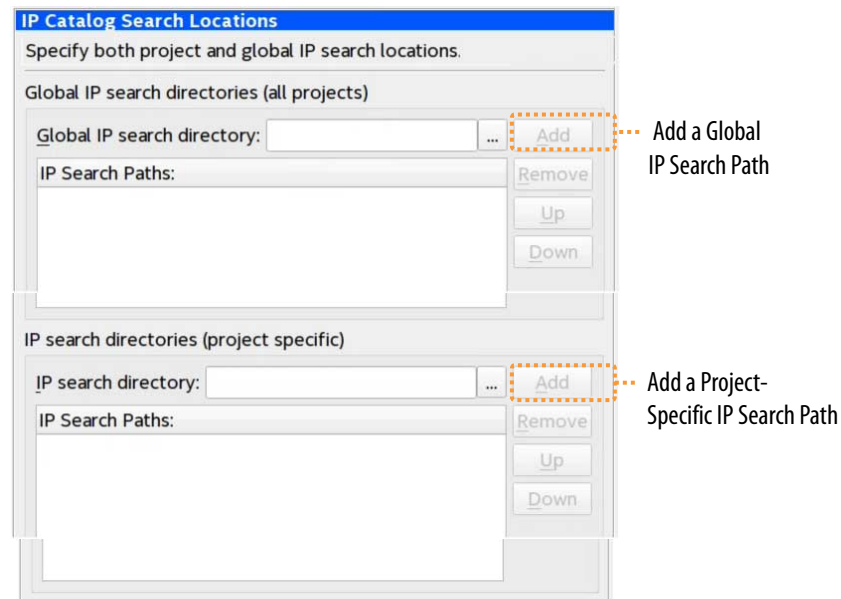 IP Catalog Search Locations
Specify both project and global IP search locations.
Global IP search directories (all projects)
Global IP search directory: ... Add
Add a Global
IP Search Path
IP Search Paths:
Remove
Up
Down
IP search directories (project specific)
IP search directory: ... Add
Add a Project-
Specific IP Search Path
IP Search Paths:
Remove
Up
Down